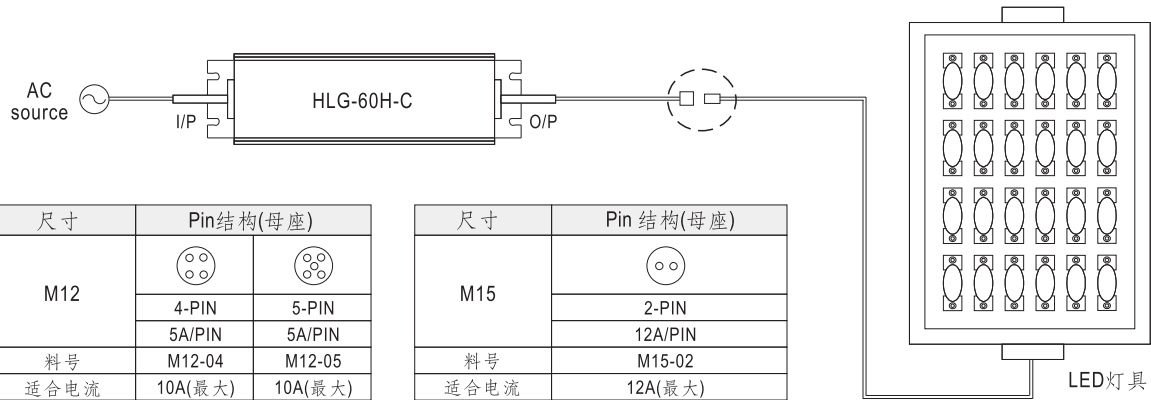 AC
source
I/P
HLG-60H-C
O/P
LED灯具
尺寸 Pin结构(母座)
M12
4-PIN 5-PIN
5A/PIN 5A/PIN
料号 M12-04 M12-05
适合电流 10A(最大) 10A(最大)
尺寸 Pin 结构(母座)
M15
2-PIN
12A/PIN
料号 M15-02
适合电流 12A(最大)